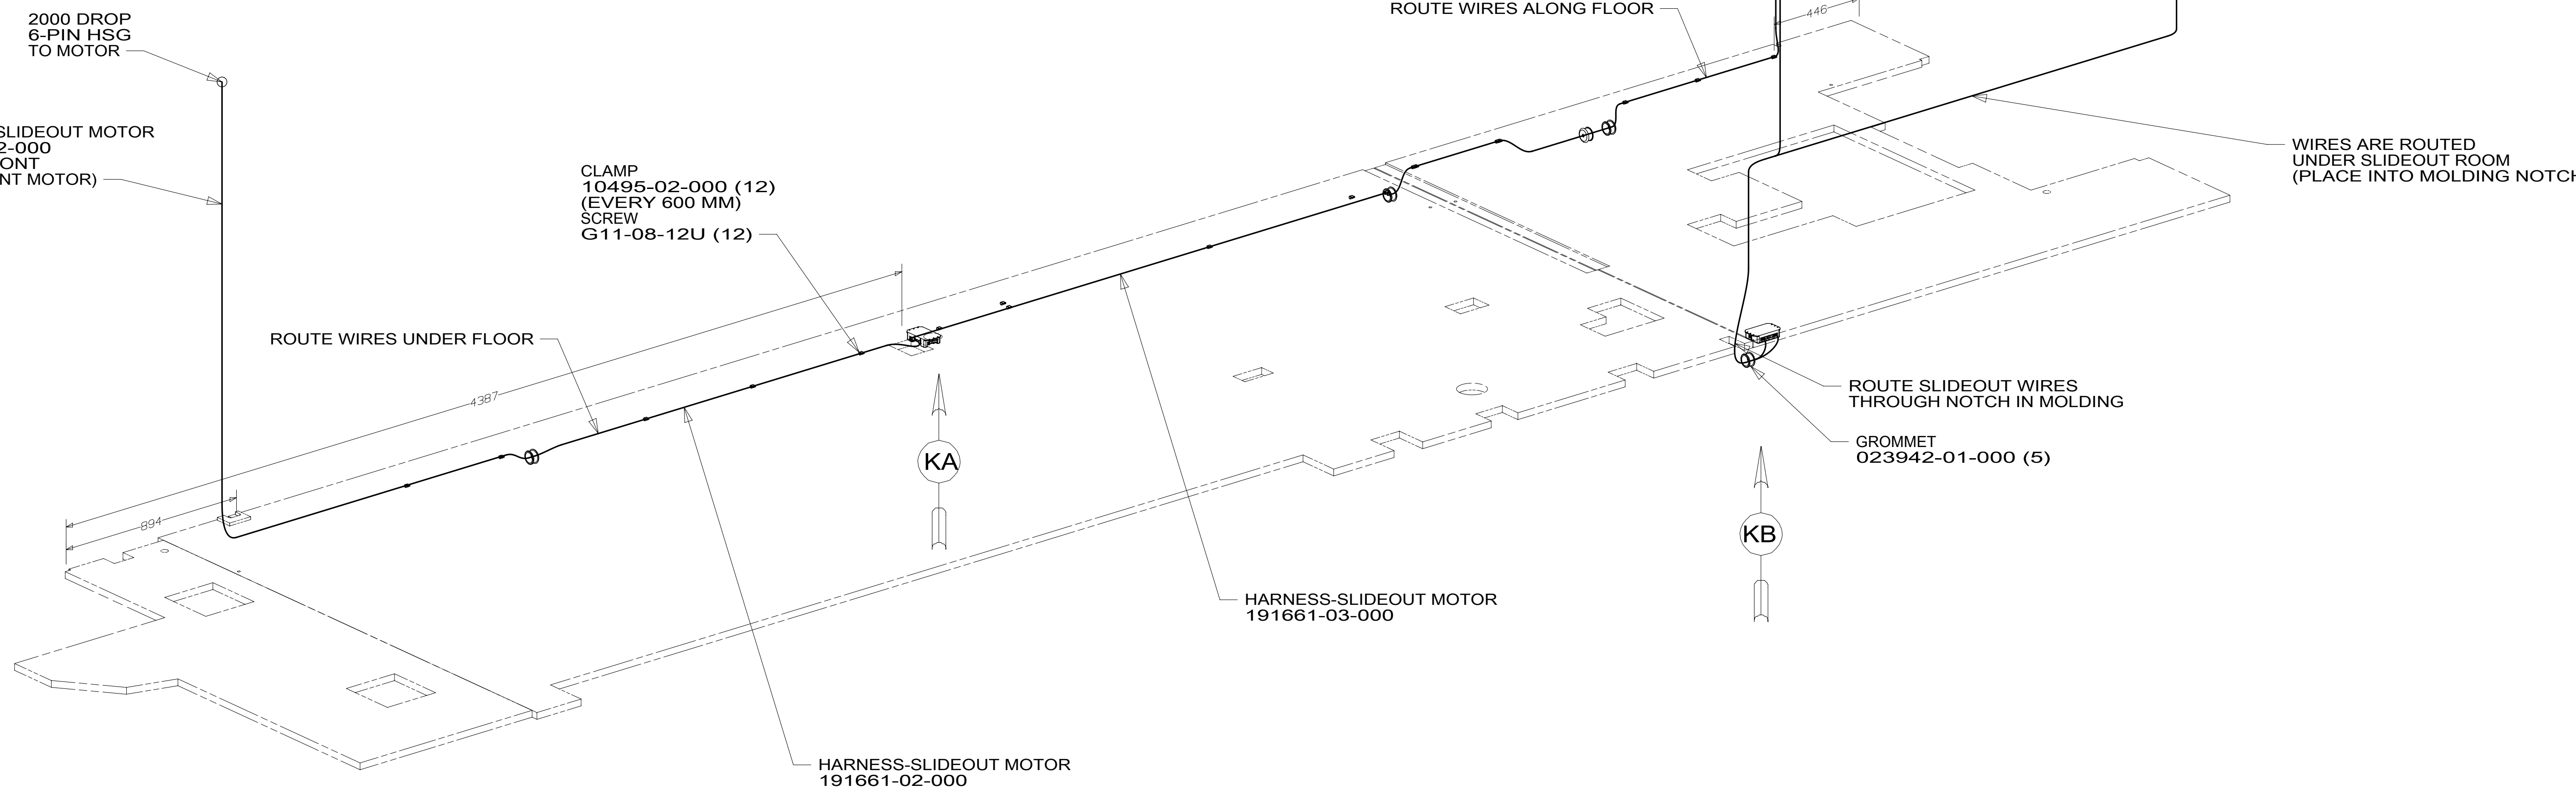 2000 DROP
6-PIN HSG
TO MOTOR
ROUTE WIRES ALONG FLOOR
446
SLIDEOUT MOTOR
2-000
ONT
NT MOTOR)
CLAMP
10495-02-000 (12)
(EVERY 600 MM)
SCREW
G11-08-12U (12)
WIRES ARE ROUTED
UNDER SLIDEOUT ROOM
(PLACE INTO MOLDING NOTCH
ROUTE WIRES UNDER FLOOR
4387
ROUTE SLIDEOUT WIRES
THROUGH NOTCH IN MOLDING
GROMMET
023942-01-000 (5)
KA
894
KB
HARNESS-SLIDEOUT MOTOR
191661-03-000
HARNESS-SLIDEOUT MOTOR
191661-02-000